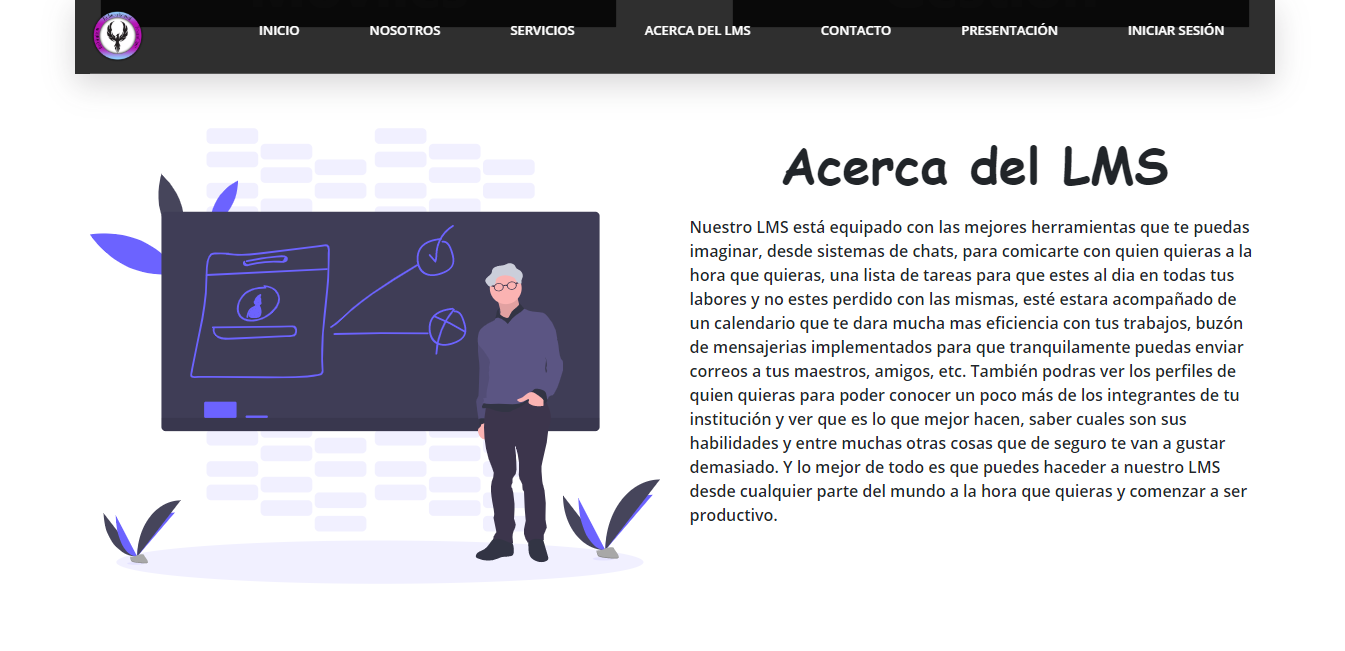 INICIO NOSOTROS SERVICIOS ACERCA DEL LMS CONTACTO PRESENTACIÓN INICIAR SESIÓN
Acerca del LMS
Nuestro LMS está equipado con las mejores herramientas que te puedas
imaginar, desde sistemas de chats, para comicarte con quien quieras a la
hora que quieras, una lista de tareas para que estes al dia en todas tus
labores y no estes perdido con las mismas, esté estara acompañado de
un calendario que te dara mucha mas eficiencia con tus trabajos, buzón
de mensajerias implementados para que tranquilamente puedas enviar
correos a tus maestros, amigos, etc. También podras ver los perfiles de
quien quieras para poder conocer un poco más de los integrantes de tu
institución y ver que es lo que mejor hacen, saber cuales son sus
habilidades y entre muchas otras cosas que de seguro te van a gustar
demasiado. Y lo mejor de todo es que puedes haceder a nuestro LMS
desde cualquier parte del mundo a la hora que quieras y comenzar a ser
productivo.